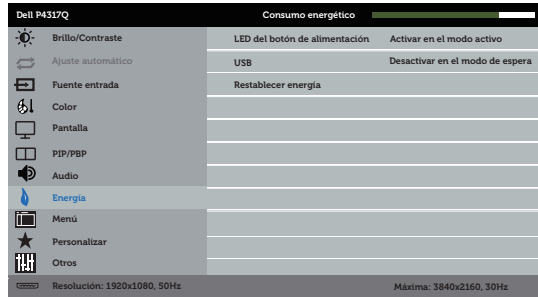 Dell P4317Q Consumo energético
Brillo/Contraste LED del botón de alimentación Activar en el modo activo
Ajuste automático USB Desactivar en el modo de espera
Fuente entrada Restablecer energía
Color
Pantalla
PIP/PBP
Audio
Energía
Menú
Personalizar
Otros
Resolución: 1920x1080, 50Hz Máxima: 3840x2160, 30Hz